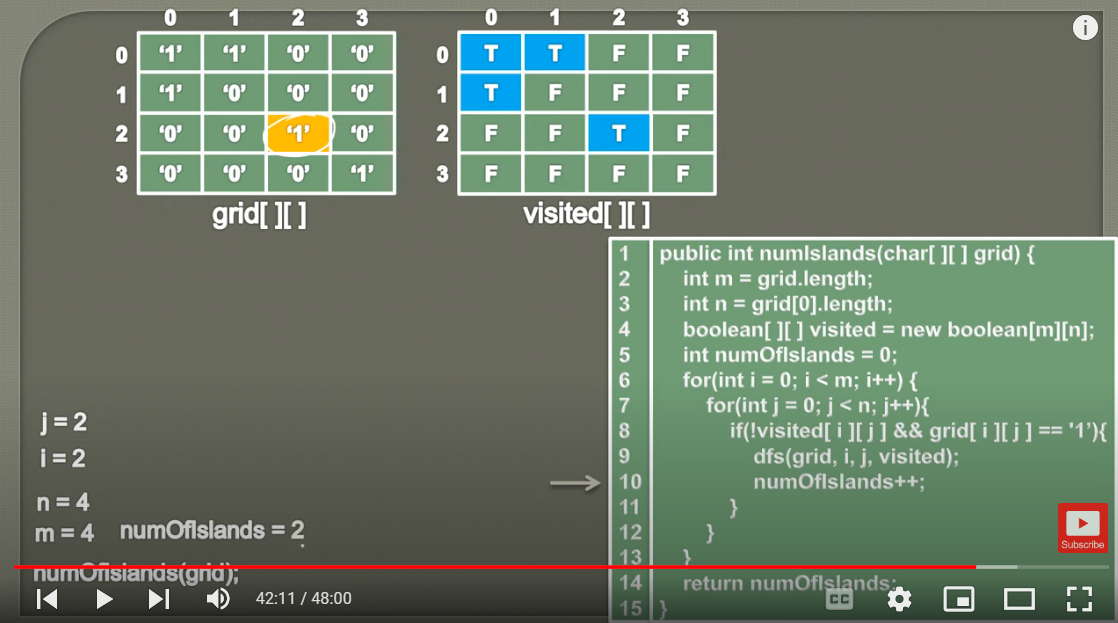 0 1 2 3
0 '1' '1' '0' '0'
1 '1' '0' '0' '0'
2 '0' '0' '1' '0'
3 '0' '0' '0' '1'
grid[ ][ ]
0 1 2 3
0 T T F F
1 T F F F
2 F F T F
3 F F F F
visited[ ][ ]
1 public int numIslands(char[ ][ ] grid) {
2 int m = grid.length;
3 int n = grid[0].length;
4 boolean[ ][ ] visited = new boolean[m][n];
5 int numOfIslands = 0;
6 for(int i = 0; i < m; i++) {
7 for(int j = 0; j < n; j++){
8 if(!visited[ i ][ j ] && grid[ i ][ j ] == '1'){
9 dfs(grid, i, j, visited);
10 numOfIslands++;
11 }
12 }
13 }
14 return numOfIslands;
15 }
j = 2
i = 2
n = 4
m = 4 numOfIslands = 2
numOfIslands(grid);
Subscribe
42:11 / 48:00
CC